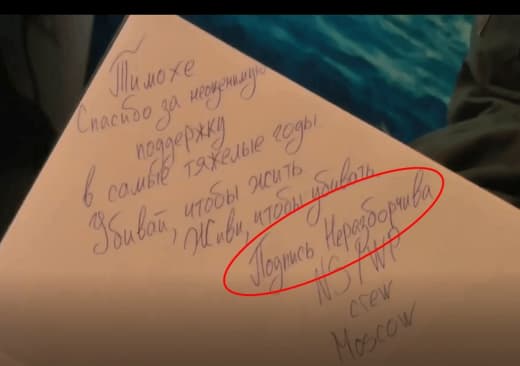 Тимохе
Спасибо за неоценимую
поддержку
в самые тяжелые годы
Убивай, чтобы жить
Живи, чтобы убивать
Подпись Неразборчива
NS/WP
crew
Moscow